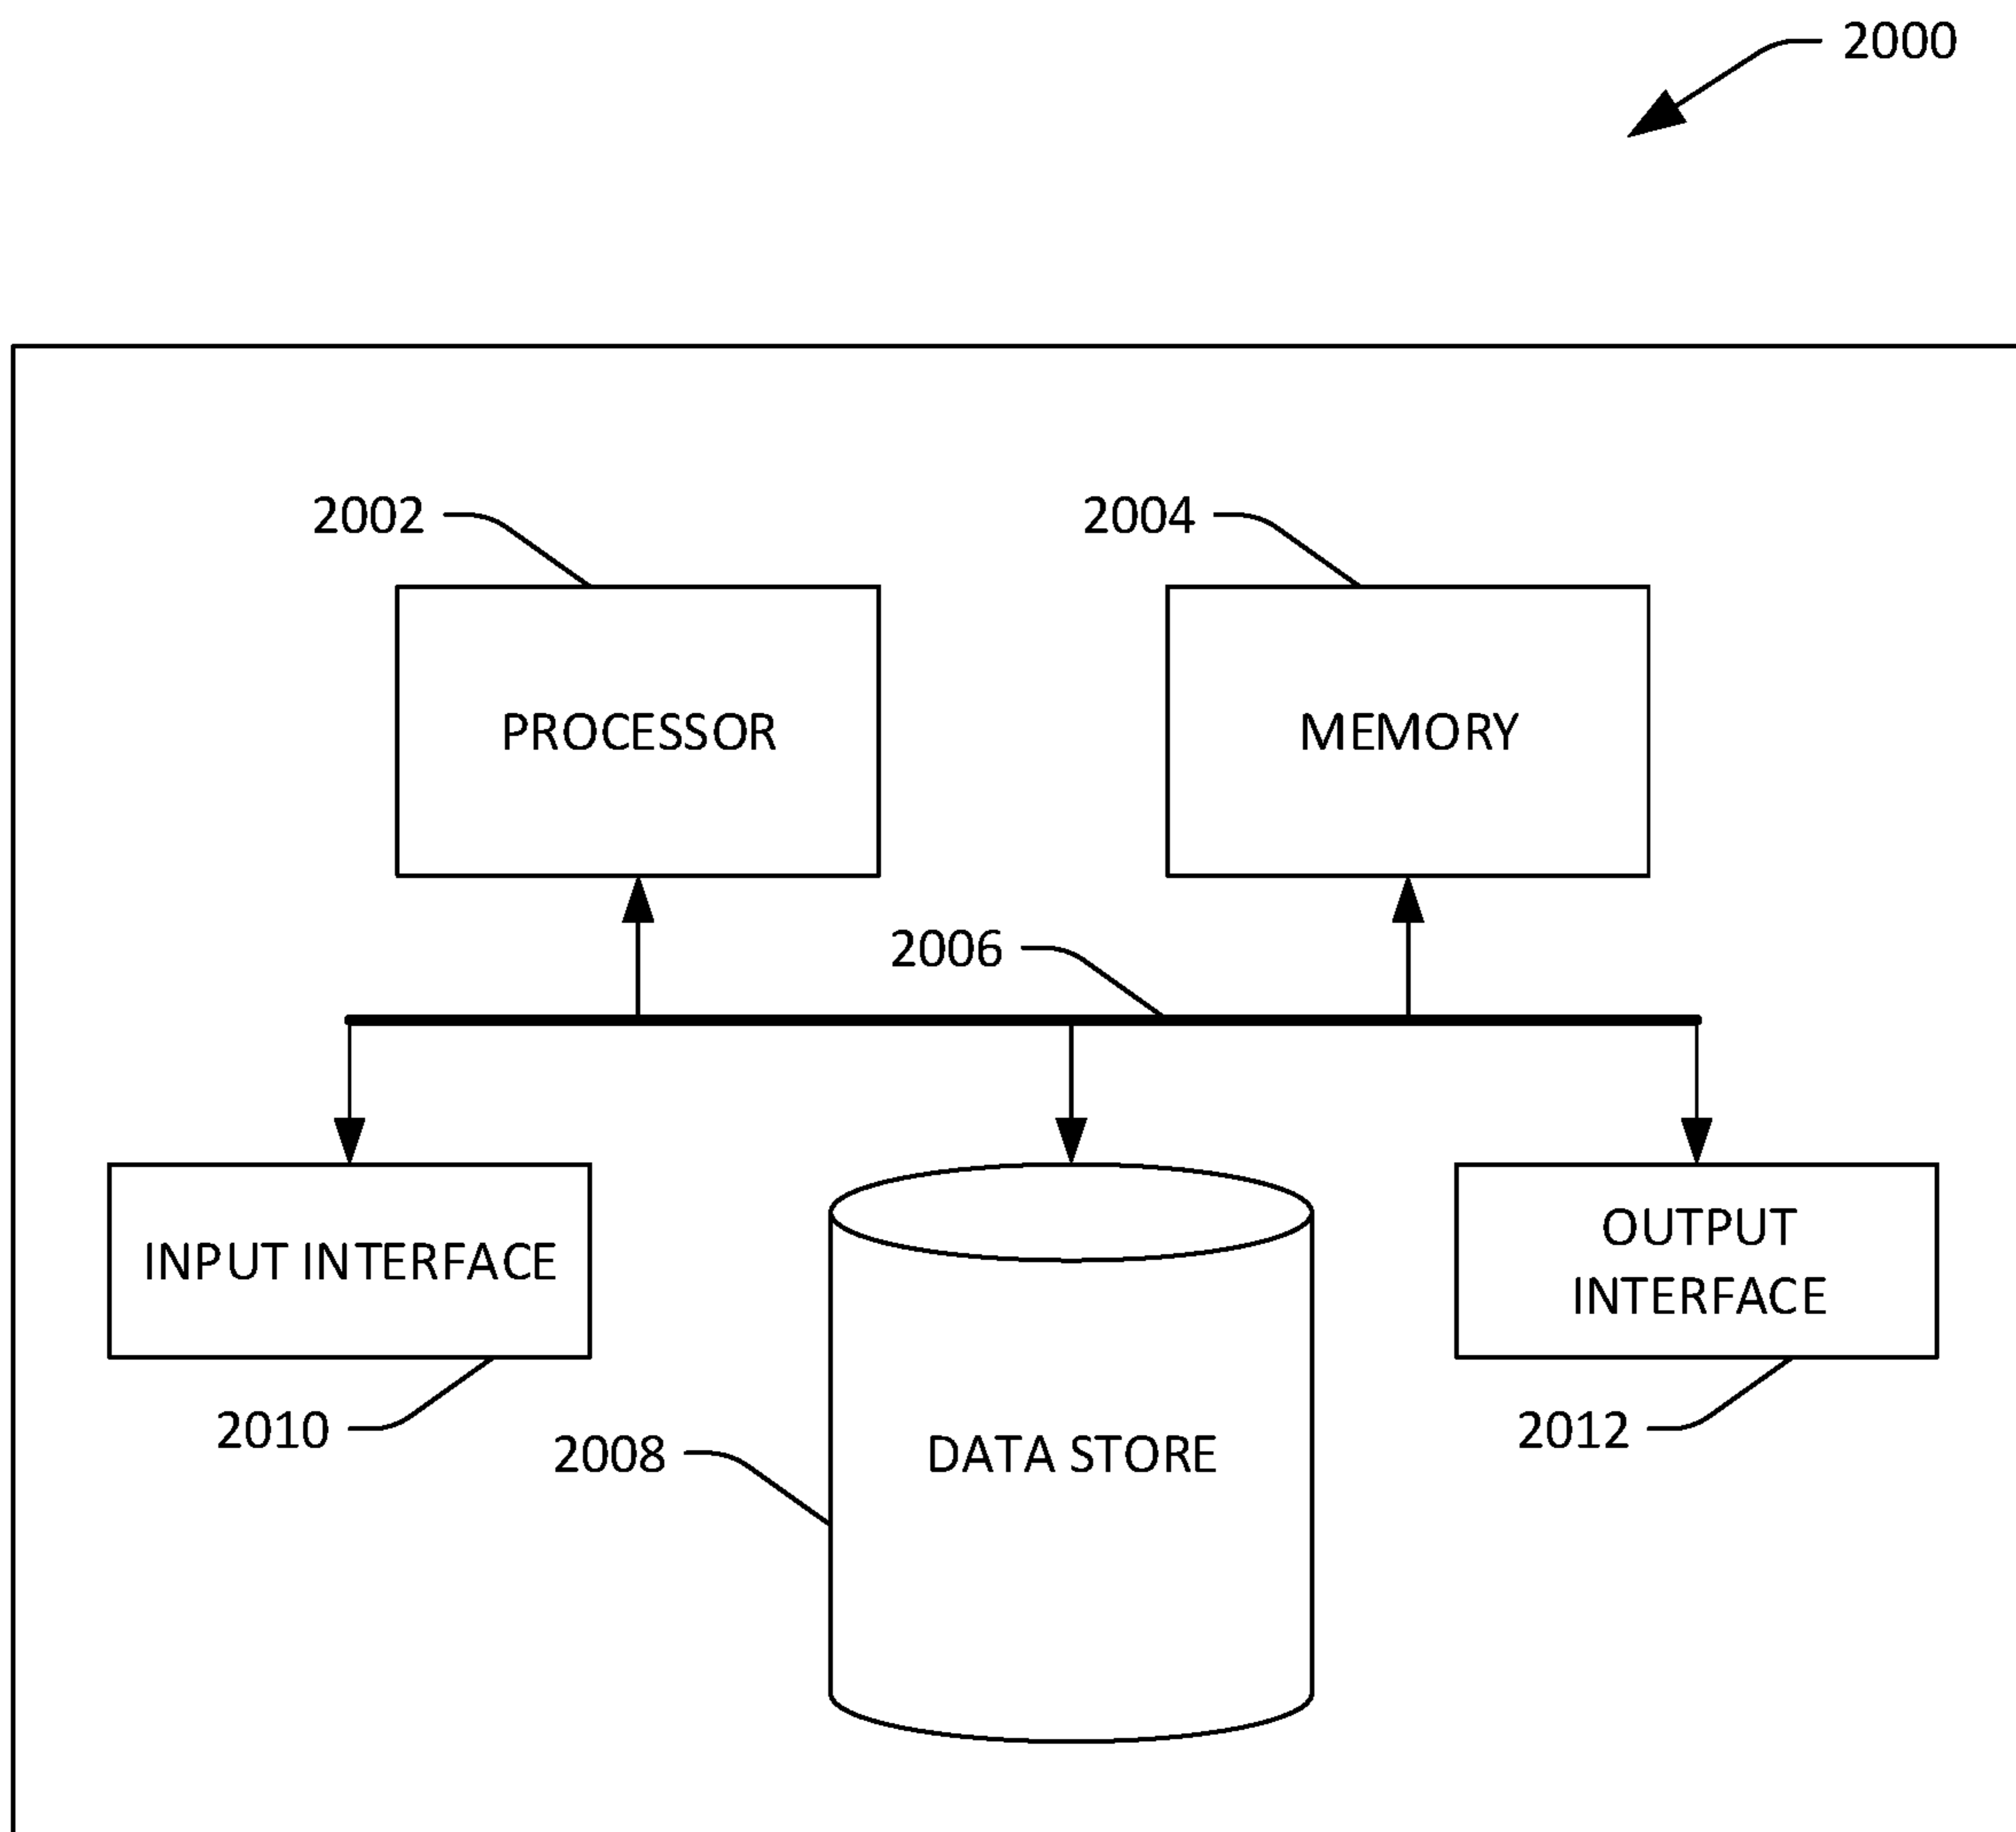 2000
2002
2004
PROCESSOR
MEMORY
2006
INPUT INTERFACE
OUTPUT
INTERFACE
2010
2008
DATA STORE
2012